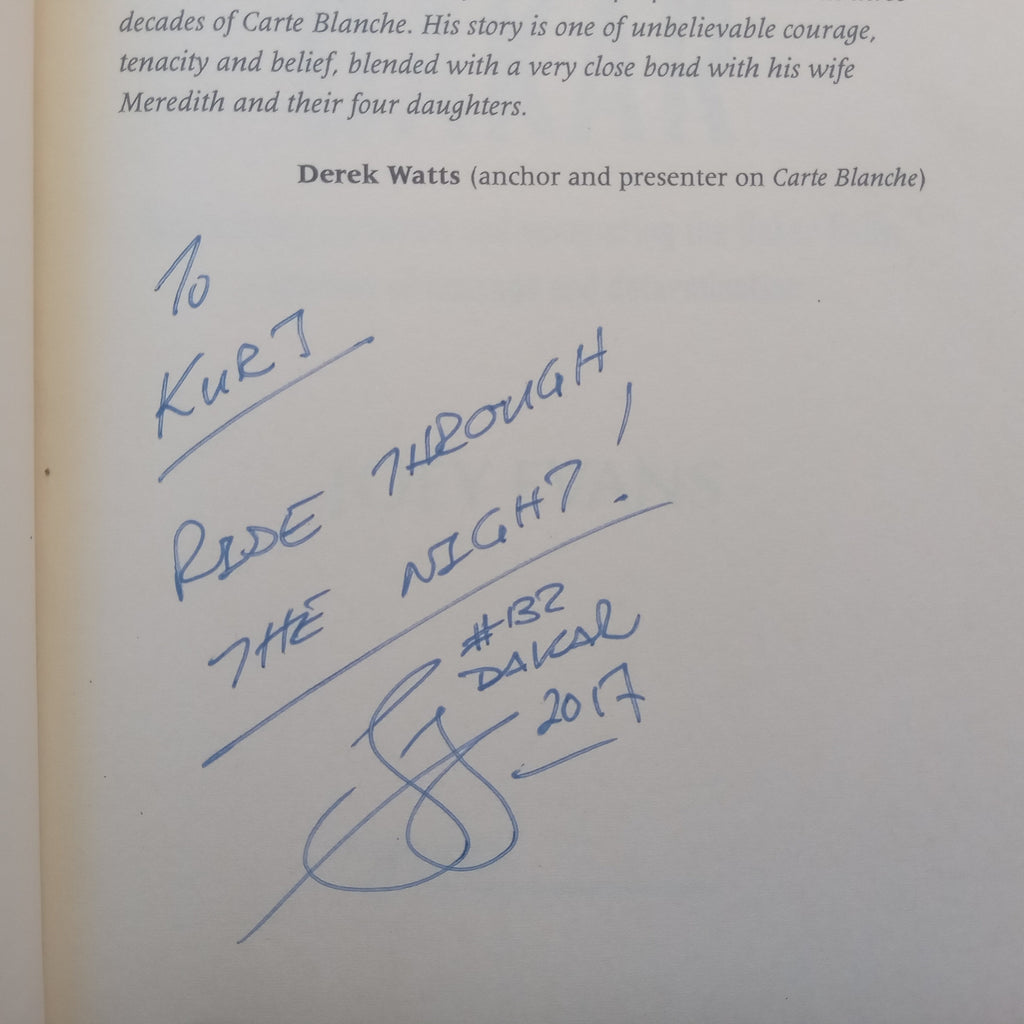 decades of Carte Blanche. His story is one of unbelievable courage,
tenacity and belief, blended with a very close bond with his wife
Meredith and their four daughters.
Derek Watts (anchor and presenter on Carte Blanche)
To
KURT
RIDE THROUGH
THE NIGHT!
#132
DAKAR
2017